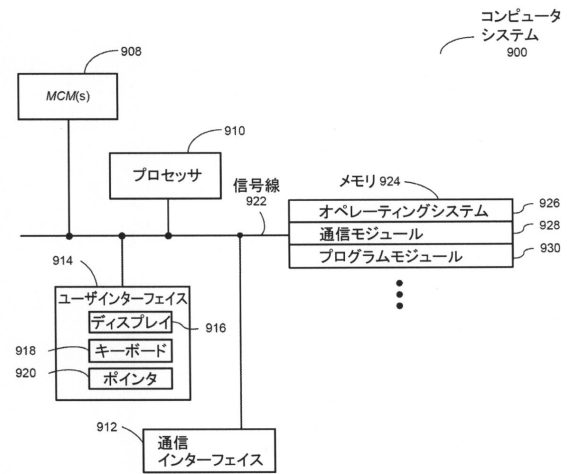 コンピュータ
システム
900
908
MCM(s)
910
プロセッサ
信号線
922
メモリ 924
オペレーティングシステム
926
通信モジュール
928
プログラムモジュール
930
914
ユーザインターフェイス
ディスプレイ
916
918
キーボード
920
ポインタ
912
通信
インターフェイス